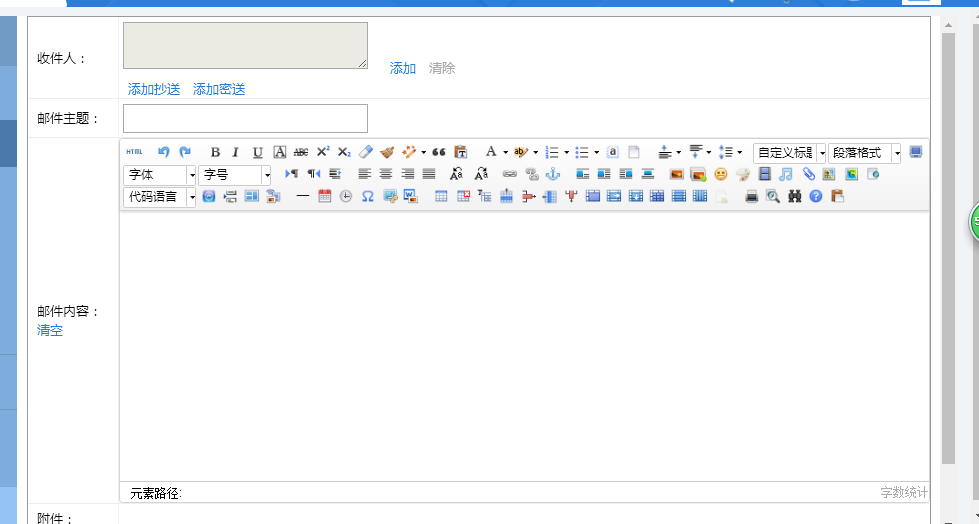 收件人：
添加 清除
添加抄送 添加密送
邮件主题：
HTML
自定义标题 段落格式
字体 字号
代码语言
邮件内容：
清空
元素路径: 字数统计
附件：